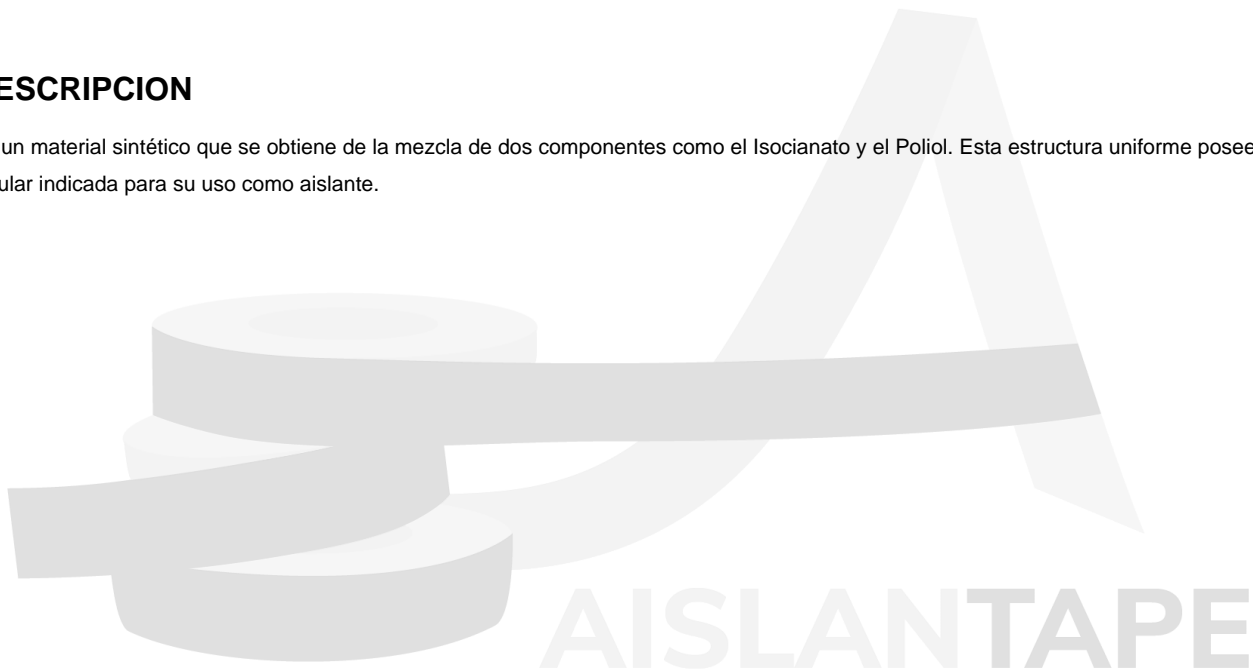 ESCRIPCION
un material sintético que se obtiene de la mezcla de dos componentes como el Isocianato y el Poliol. Esta estructura uniforme posee
ular indicada para su uso como aislante.
AISLANTAPE